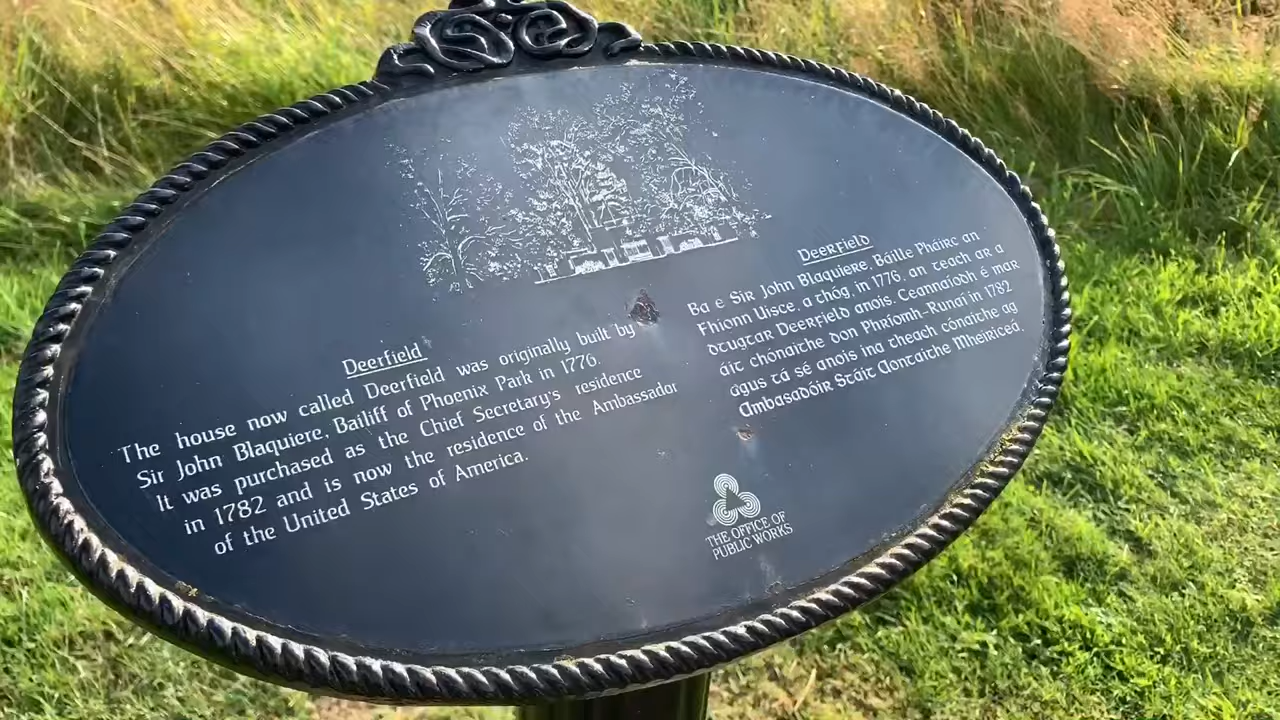 Deerfield
The house now called Deerfield was originally built by
Sir John Blaquiere, Bailiff of Phoenix Park in 1776.
It was purchased as the Chief Secretary's residence
in 1782 and is now the residence of the Ambassador
of the United States of America.
Deerfield
Ba e Sir John Blaquiere, Báille Pháirc an
Fhionn Uisce, a thóg, in 1776, an teach ar a
dtugtar Deerfield anois. Ceannaíodh é mar
áit chónaithe don Phríomh-Runaí in 1782
agus tá sé anois ina theach cónaithe ag
Ambasadóir Stáit Aontaithe Mheiriceá.
THE OFFICE OF
PUBLIC WORKS